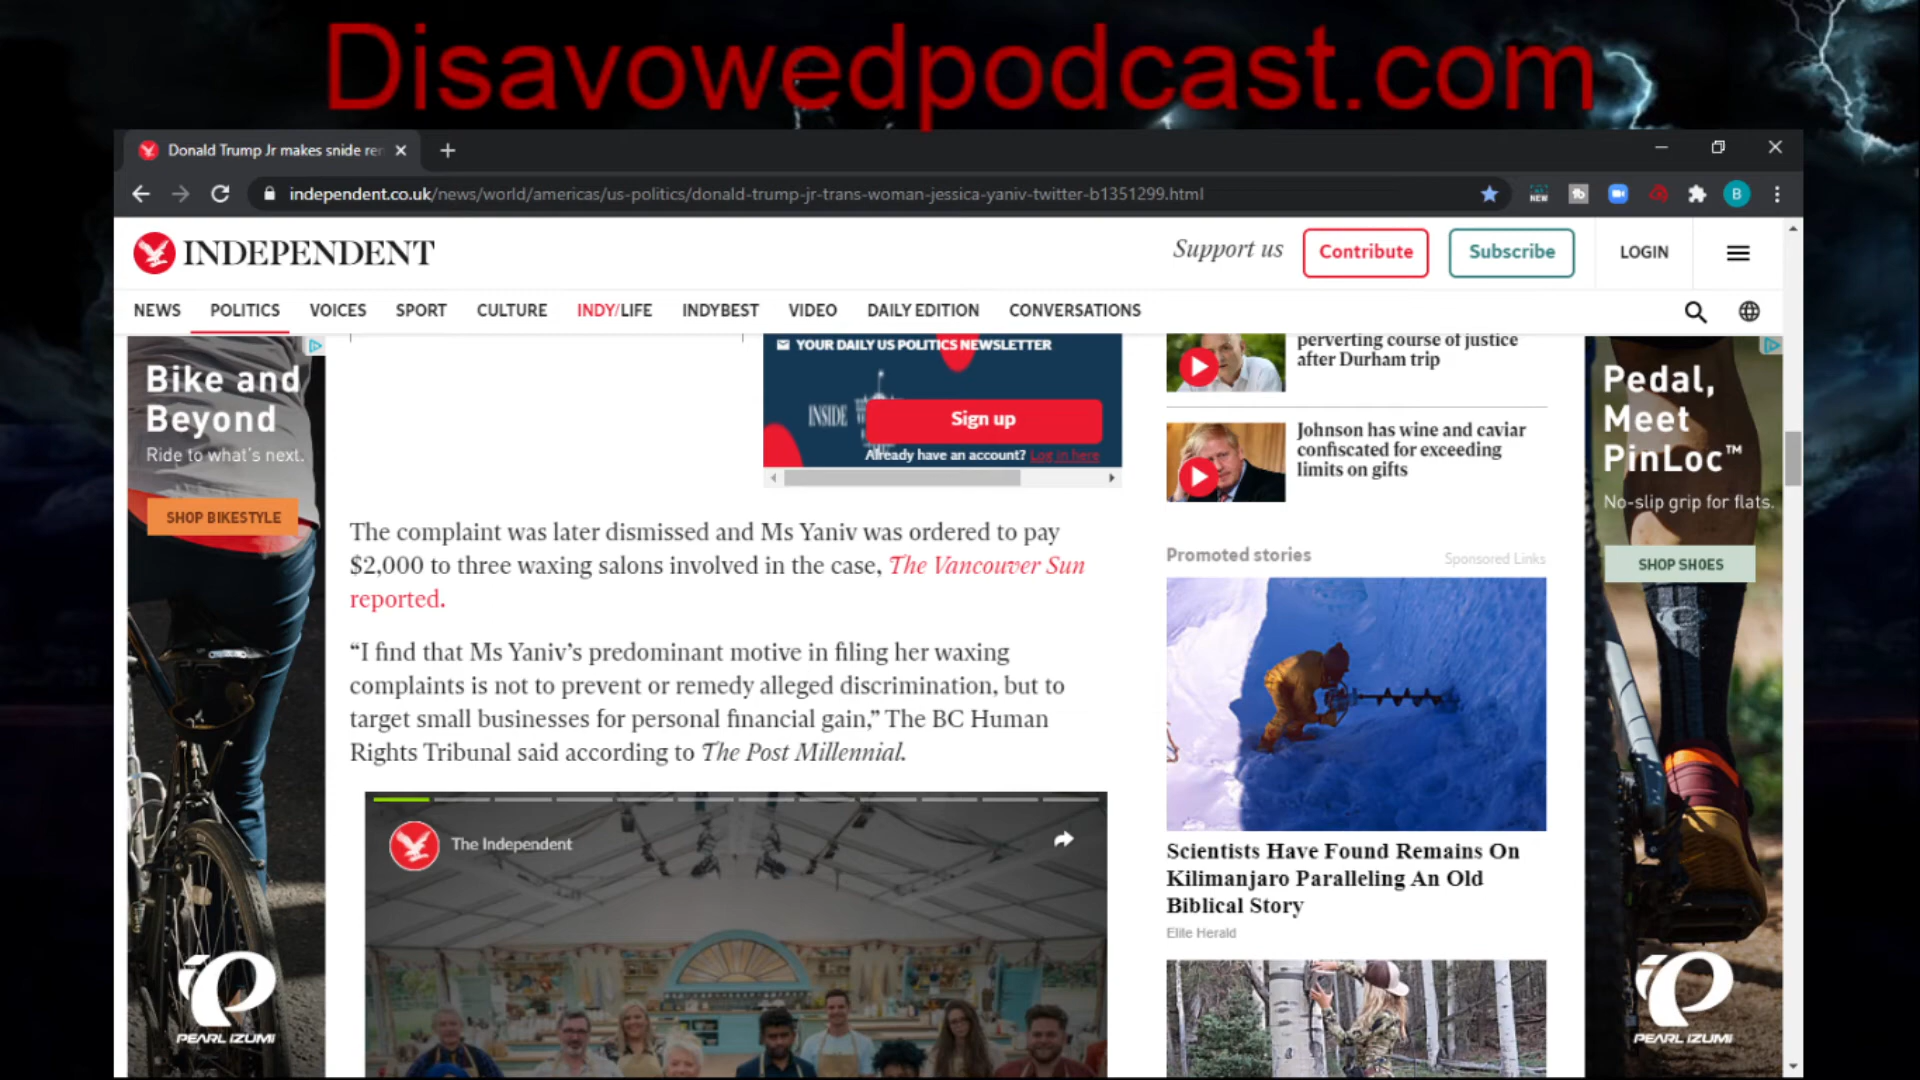 Disavowedpodcast.com
Donald Trump Jr makes snide re
independent.co.uk/news/world/americas/us-politics/donald-trump-jr-trans-woman-jessica-yaniv-twitter-b1351299.html
NEW
B
INDEPENDENT
Support us
Contribute
Subscribe
LOGIN
NEWS
POLITICS
VOICES
SPORT
CULTURE
INDY/LIFE
INDYBEST
VIDEO
DAILY EDITION
CONVERSATIONS
Bike and
Beyond
Ride to what's next.
SHOP BIKESTYLE
PEARL IZUMI
YOUR DAILY US POLITICS NEWSLETTER
INSIDE
Sign up
Already have an account? Log in here
The complaint was later dismissed and Ms Yaniv was ordered to pay
$2,000 to three waxing salons involved in the case, The Vancouver Sun
reported.
“I find that Ms Yaniv’s predominant motive in filing her waxing
complaints is not to prevent or remedy alleged discrimination, but to
target small businesses for personal financial gain,” The BC Human
Rights Tribunal said according to The Post Millennial.
The Independent
perverting course of justice
after Durham trip
Johnson has wine and caviar
confiscated for exceeding
limits on gifts
Promoted stories
Sponsored Links
Scientists Have Found Remains On
Kilimanjaro Paralleling An Old
Biblical Story
Elite Herald
Pedal,
Meet
PinLoc™
No-slip grip for flats.
SHOP SHOES
PEARL IZUMI